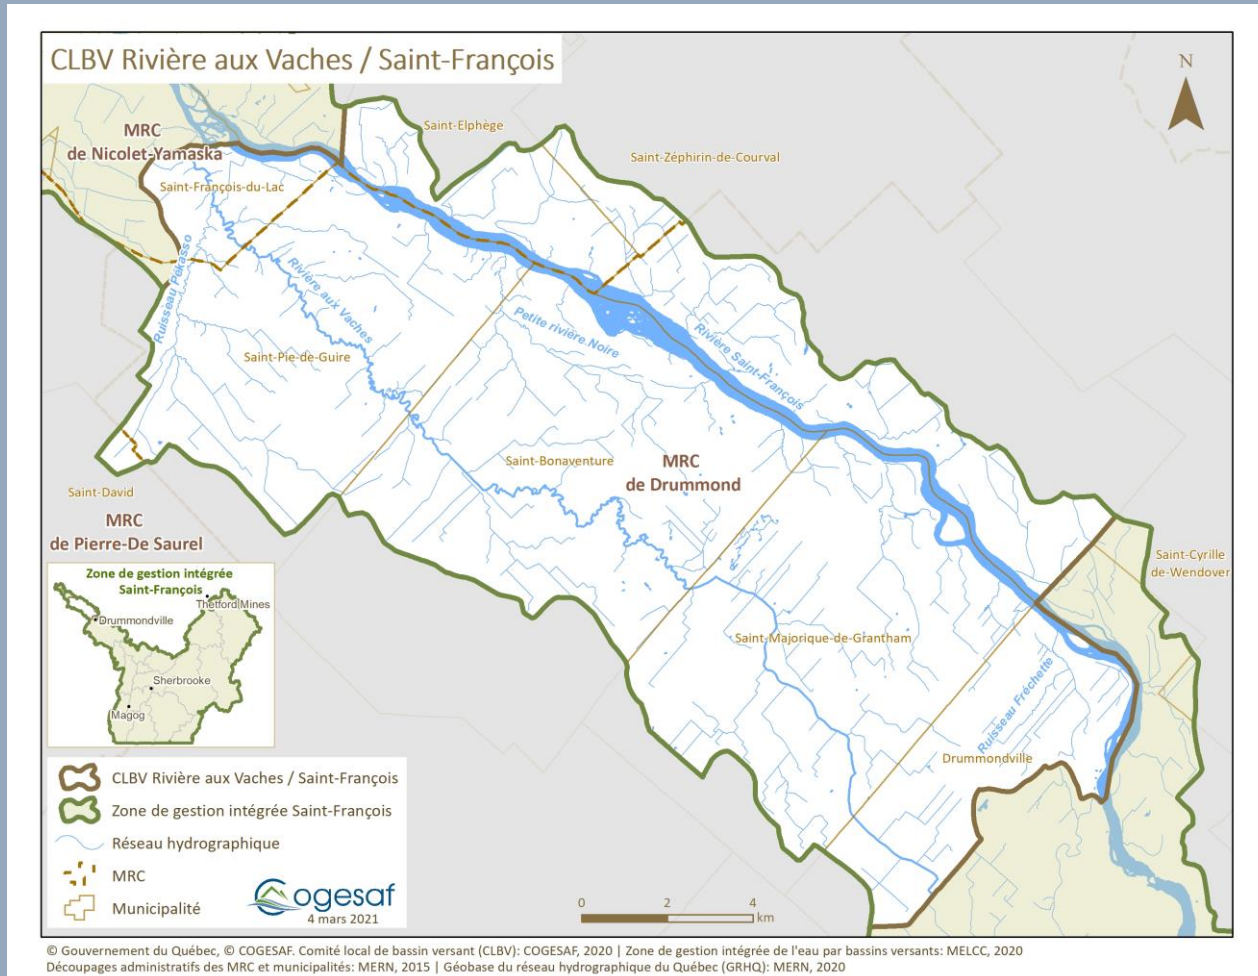 CLBV Rivière aux Vaches / Saint-François
N
MRC
de Nicolet-Yamaska
Saint-Elphège
Saint-Zéphirin-de-Courval
Saint-François-du-Lac
Ruisseau Pékasso
Rivière aux Vaches
Petite rivière Noire
Rivière Saint-François
Saint-Pie-de-Guire
Saint-Bonaventure
MRC
de Drummond
Saint-David
MRC
de Pierre-De Saurel
Saint-Cyrille
de-Wendover
Saint-Majorique-de-Grantham
Ruisseau Fréchette
Drummondville
Zone de gestion intégrée
Saint-François
Thetford Mines
Drummondville
Sherbrooke
Magog
CLBV Rivière aux Vaches / Saint-François
Zone de gestion intégrée Saint-François
Réseau hydrographique
MRC
Municipalité
Cogesaf
4 mars 2021
0 2 4
km
© Gouvernement du Québec, © COGESAF. Comité local de bassin versant (CLBV): COGESAF, 2020 | Zone de gestion intégrée de l'eau par bassins versants: MELCC, 2020
Découpages administratifs des MRC et municipalités: MERN, 2015 | Géobase du réseau hydrographique du Québec (GRHQ): MERN, 2020